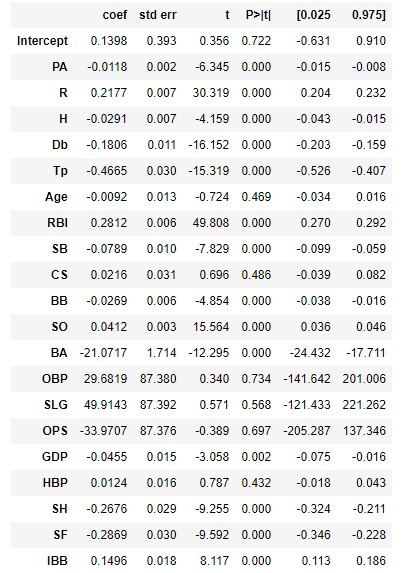 coef std err t P>|t| [0.025 0.975]
Intercept 0.1398 0.393 0.356 0.722 -0.631 0.910
PA -0.0118 0.002 -6.345 0.000 -0.015 -0.008
R 0.2177 0.007 30.319 0.000 0.204 0.232
H -0.0291 0.007 -4.159 0.000 -0.043 -0.015
Db -0.1806 0.011 -16.152 0.000 -0.203 -0.159
Tp -0.4665 0.030 -15.319 0.000 -0.526 -0.407
Age -0.0092 0.013 -0.724 0.469 -0.034 0.016
RBI 0.2812 0.006 49.808 0.000 0.270 0.292
SB -0.0789 0.010 -7.829 0.000 -0.099 -0.059
CS 0.0216 0.031 0.696 0.486 -0.039 0.082
BB -0.0269 0.006 -4.854 0.000 -0.038 -0.016
SO 0.0412 0.003 15.564 0.000 0.036 0.046
BA -21.0717 1.714 -12.295 0.000 -24.432 -17.711
OBP 29.6819 87.380 0.340 0.734 -141.642 201.006
SLG 49.9143 87.392 0.571 0.568 -121.433 221.262
OPS -33.9707 87.376 -0.389 0.697 -205.287 137.346
GDP -0.0455 0.015 -3.058 0.002 -0.075 -0.016
HBP 0.0124 0.016 0.787 0.432 -0.018 0.043
SH -0.2676 0.029 -9.255 0.000 -0.324 -0.211
SF -0.2869 0.030 -9.592 0.000 -0.346 -0.228
IBB 0.1496 0.018 8.117 0.000 0.113 0.186